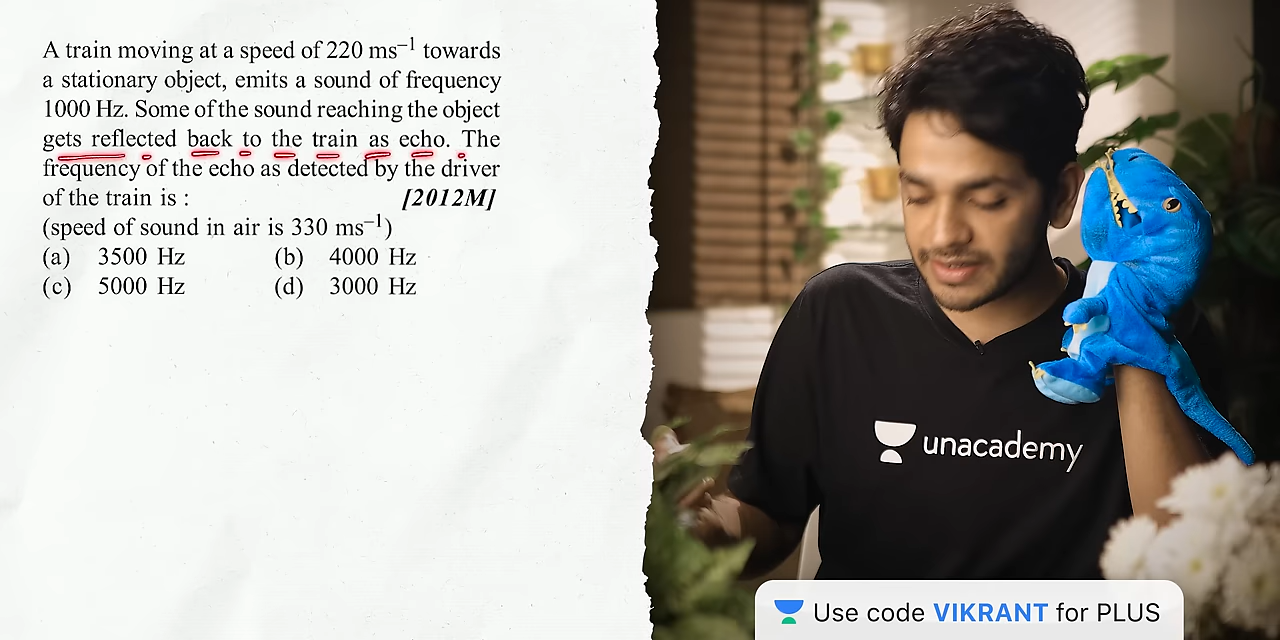 A train moving at a speed of 220 ms⁻¹ towards
a stationary object, emits a sound of frequency
1000 Hz. Some of the sound reaching the object
gets reflected back to the train as echo. The
frequency of the echo as detected by the driver
of the train is : [2012M]
(speed of sound in air is 330 ms⁻¹)
(a) 3500 Hz (b) 4000 Hz
(c) 5000 Hz (d) 3000 Hz
unacademy
Use code VIKRANT for PLUS